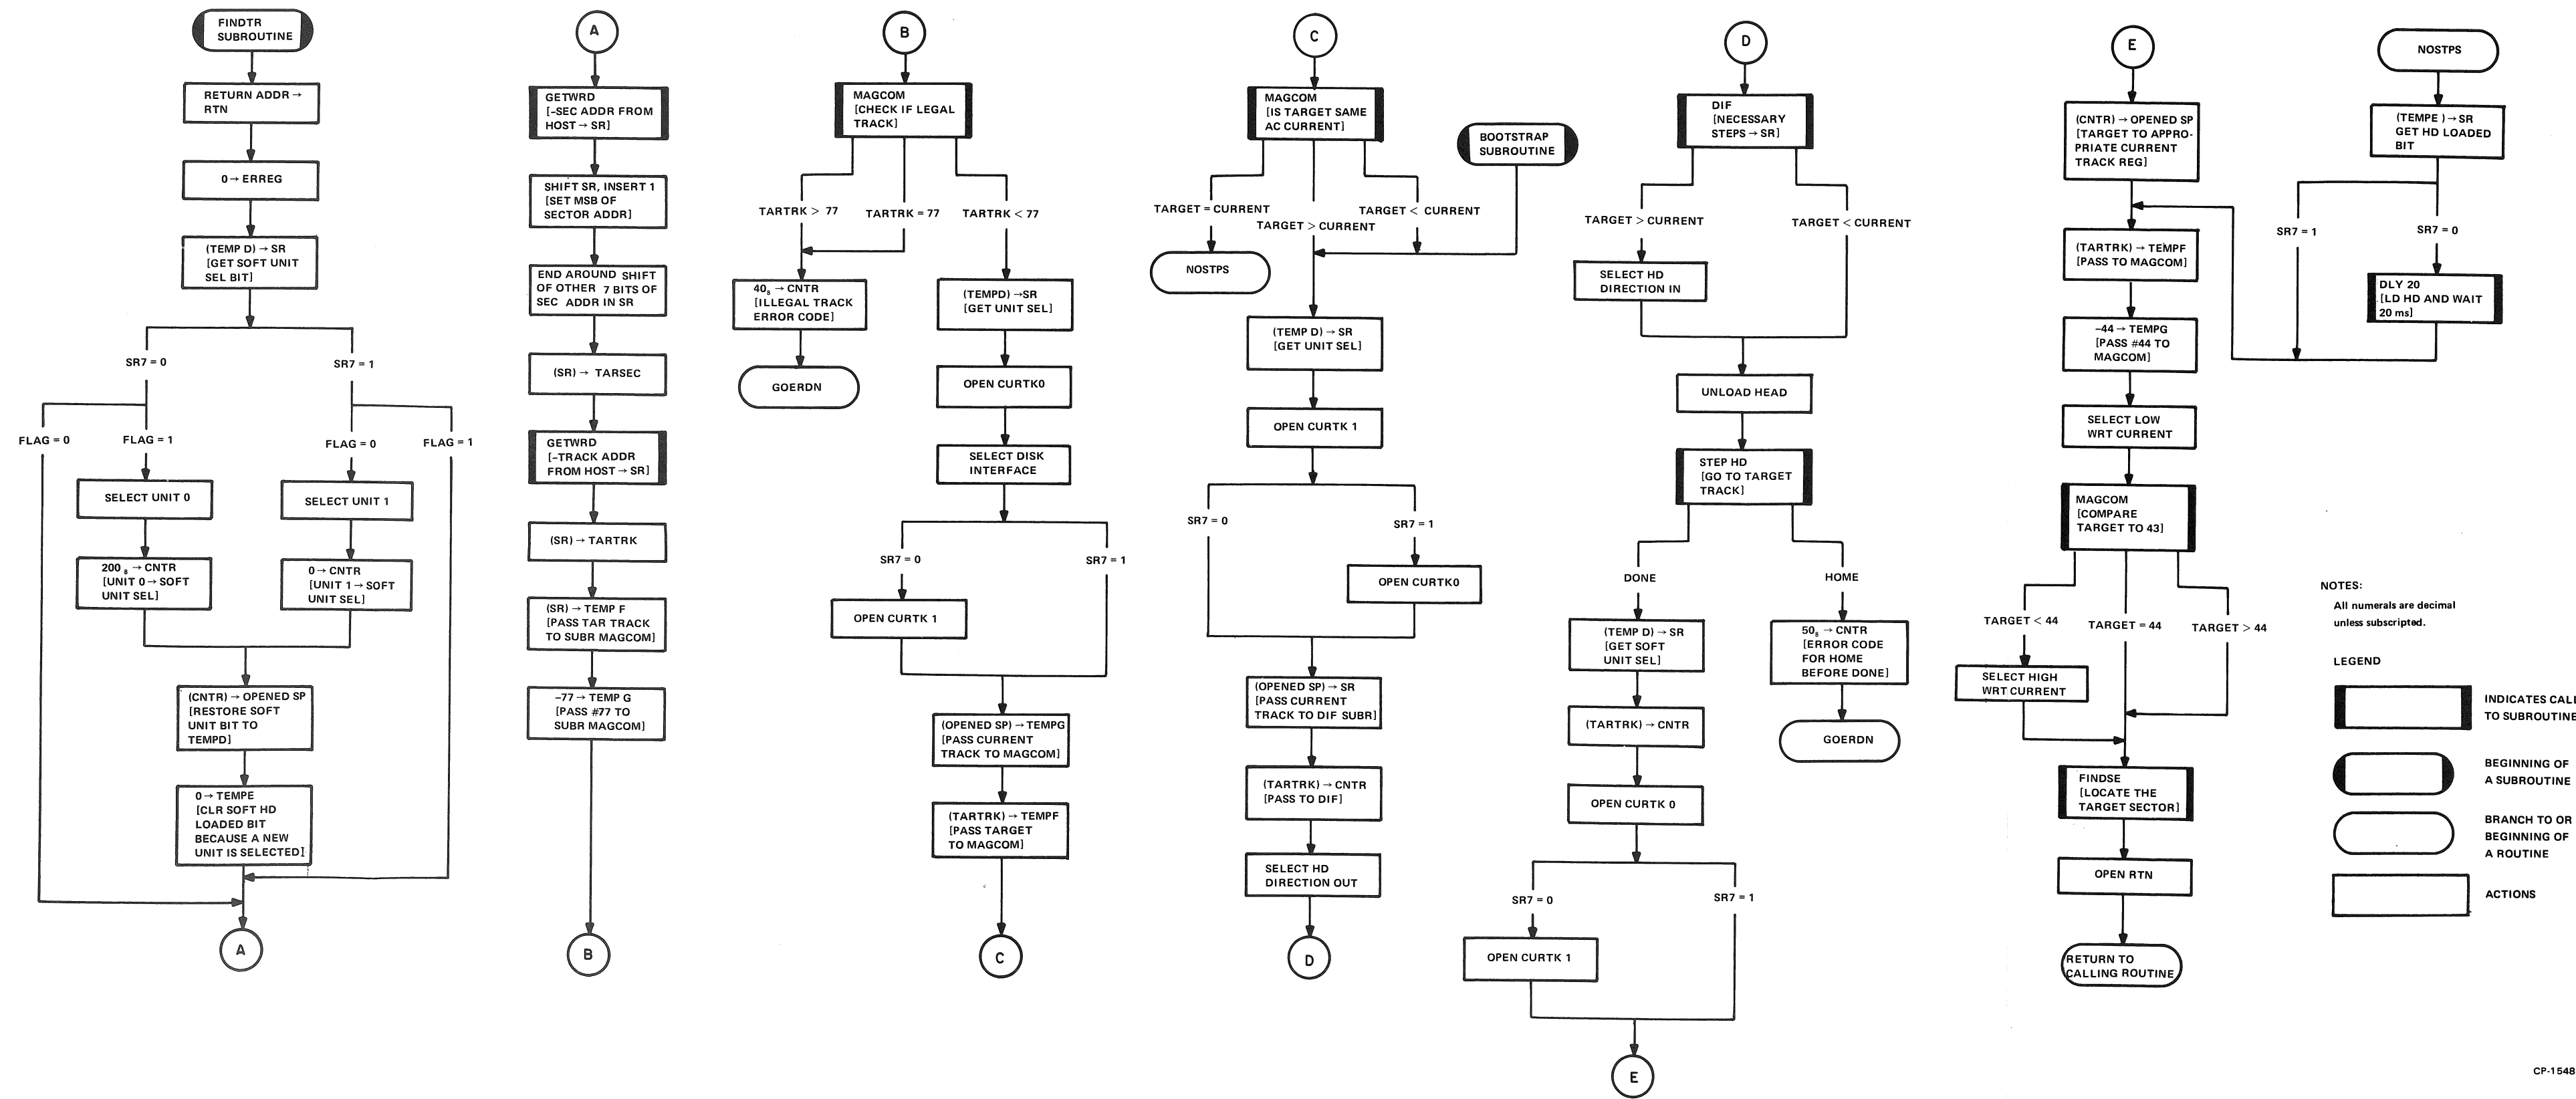 FINDTR
SUBROUTINE
RETURN ADDR →
RTN
0 → ERREG
(TEMP D) → SR
[GET SOFT UNIT
SEL BIT]
SR7 = 0
SR7 = 1
FLAG = 0
FLAG = 1
FLAG = 0
FLAG = 1
SELECT UNIT 0
SELECT UNIT 1
200₈ → CNTR
[UNIT 0 → SOFT
UNIT SEL]
0 → CNTR
[UNIT 1 → SOFT
UNIT SEL]
(CNTR) → OPENED SP
[RESTORE SOFT
UNIT BIT TO
TEMPD]
0 → TEMPE
[CLR SOFT HD
LOADED BIT
BECAUSE A NEW
UNIT IS SELECTED]
A
A
GETWRD
[-SEC ADDR FROM
HOST → SR]
SHIFT SR, INSERT 1
[SET MSB OF
SECTOR ADDR]
END AROUND SHIFT
OF OTHER 7 BITS OF
SEC ADDR IN SR
(SR) → TARSEC
GETWRD
[-TRACK ADDR
FROM HOST → SR]
(SR) → TARTRK
(SR) → TEMP F
[PASS TAR TRACK
TO SUBR MAGCOM]
-77 → TEMP G
[PASS #77 TO
SUBR MAGCOM]
B
B
MAGCOM
[CHECK IF LEGAL
TRACK]
TARTRK > 77
TARTRK = 77
TARTRK < 77
40₈ → CNTR
[ILLEGAL TRACK
ERROR CODE]
GOERDN
(TEMPD) → SR
[GET UNIT SEL]
OPEN CURTK0
SELECT DISK
INTERFACE
SR7 = 0
SR7 = 1
OPEN CURTK 1
(OPENED SP) → TEMPG
[PASS CURRENT
TRACK TO MAGCOM]
(TARTRK) → TEMPF
[PASS TARGET
TO MAGCOM]
C
C
MAGCOM
[IS TARGET SAME
AC CURRENT]
BOOTSTRAP
SUBROUTINE
TARGET = CURRENT
TARGET > CURRENT
TARGET < CURRENT
NOSTPS
(TEMP D) → SR
[GET UNIT SEL]
OPEN CURTK 1
SR7 = 0
SR7 = 1
OPEN CURTK0
(OPENED SP) → SR
[PASS CURRENT
TRACK TO DIF SUBR]
(TARTRK) → CNTR
[PASS TO DIF]
SELECT HD
DIRECTION OUT
D
D
DIF
[NECESSARY
STEPS → SR]
TARGET > CURRENT
TARGET < CURRENT
SELECT HD
DIRECTION IN
UNLOAD HEAD
STEP HD
[GO TO TARGET
TRACK]
DONE
HOME
(TEMP D) → SR
[GET SOFT
UNIT SEL]
50₈ → CNTR
[ERROR CODE
FOR HOME
BEFORE DONE]
(TARTRK) → CNTR
GOERDN
OPEN CURTK 0
SR7 = 0
SR7 = 1
OPEN CURTK 1
E
E
(CNTR) → OPENED SP
[TARGET TO APPRO-
PRIATE CURRENT
TRACK REG]
(TARTRK) → TEMPF
[PASS TO MAGCOM]
-44 → TEMPG
[PASS #44 TO
MAGCOM]
SELECT LOW
WRT CURRENT
MAGCOM
[COMPARE
TARGET TO 43]
TARGET < 44
TARGET = 44
TARGET > 44
SELECT HIGH
WRT CURRENT
FINDSE
[LOCATE THE
TARGET SECTOR]
OPEN RTN
RETURN TO
CALLING ROUTINE
NOSTPS
(TEMPE ) → SR
GET HD LOADED
BIT
SR7 = 1
SR7 = 0
DLY 20
[LD HD AND WAIT
20 ms]
NOTES:
All numerals are decimal
unless subscripted.
LEGEND
INDICATES CALL
TO SUBROUTINE
BEGINNING OF
A SUBROUTINE
BRANCH TO OR
BEGINNING OF
A ROUTINE
ACTIONS
CP-1548